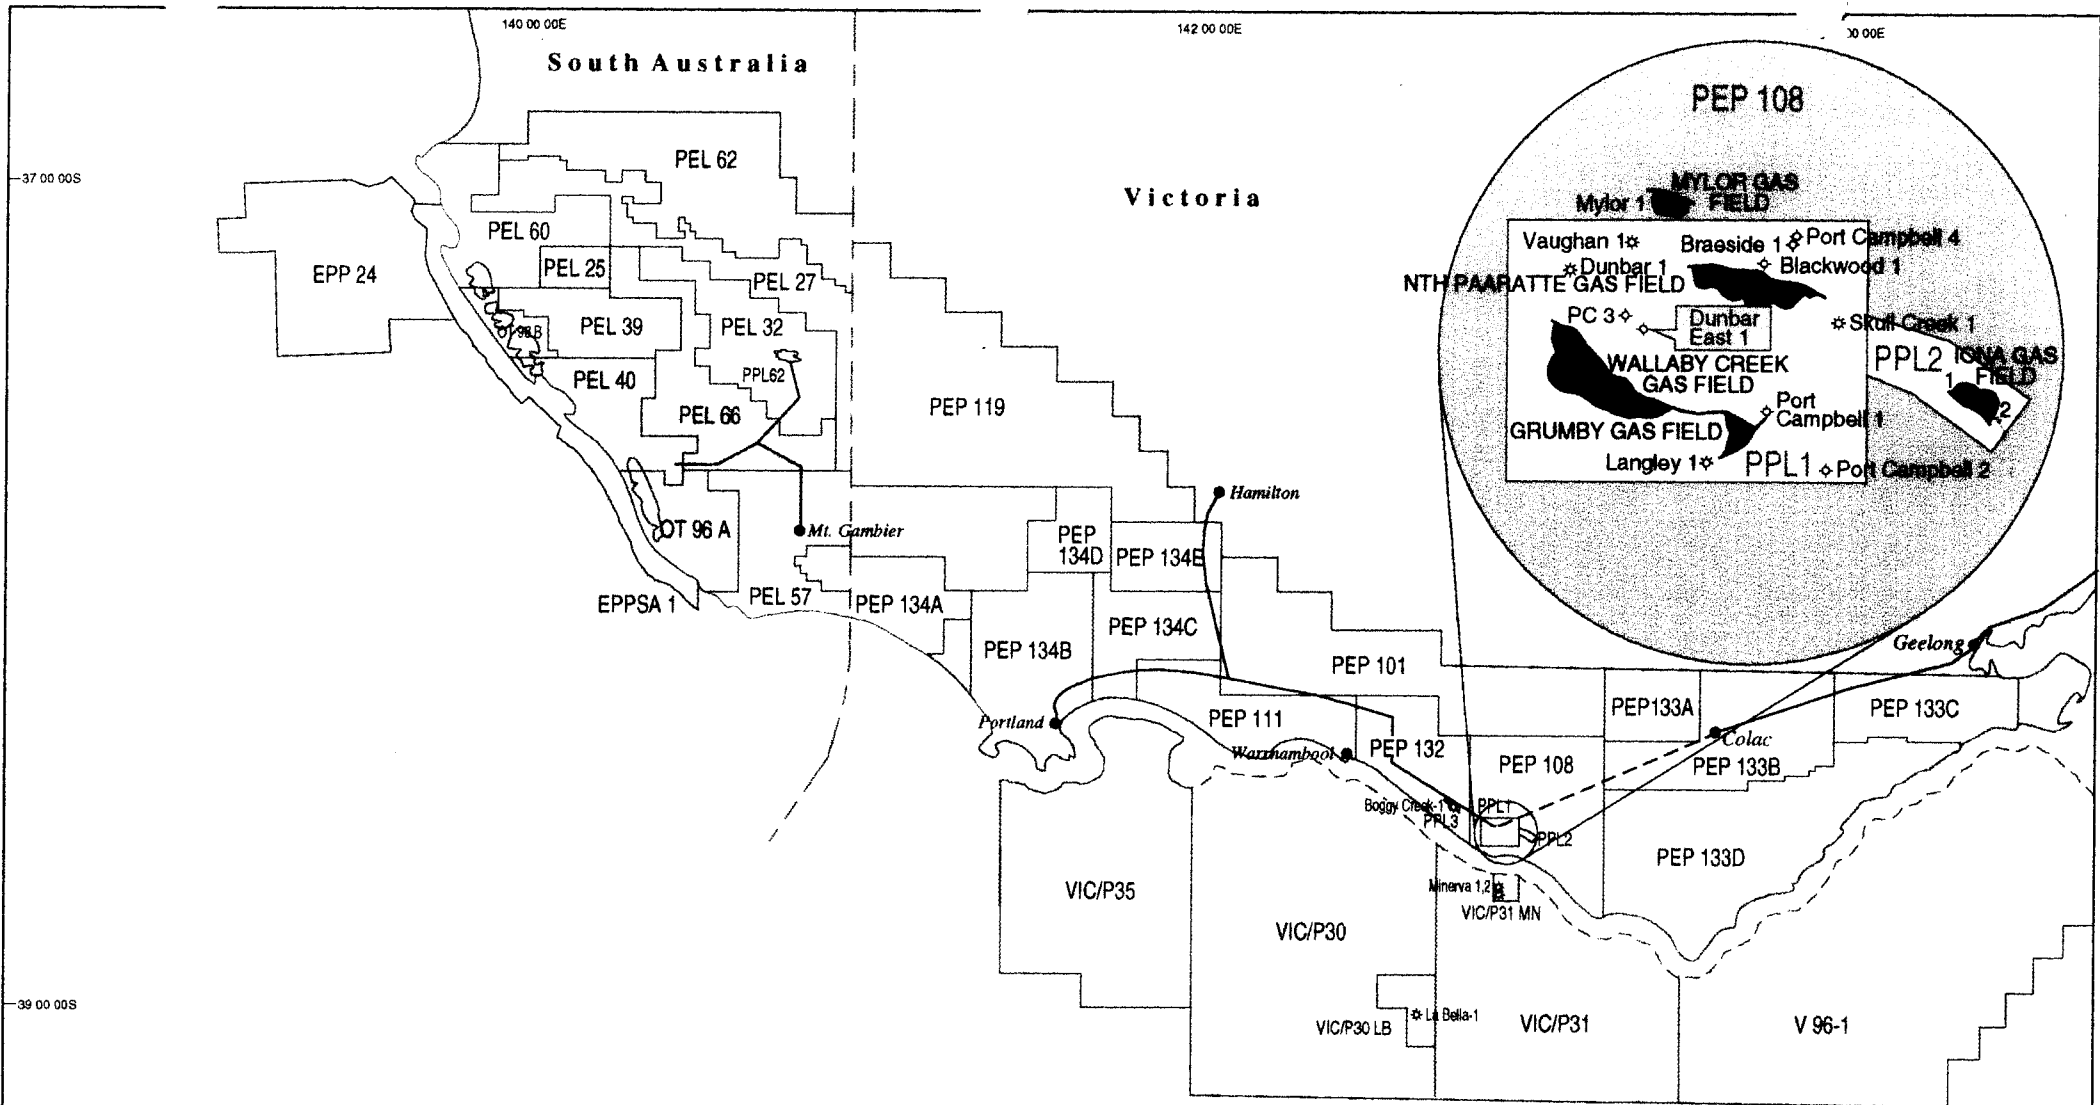 140 00 00E
142 00 00E
00 00E
South Australia
Victoria
37 00 00S
39 00 00S
PEL 62
PEL 60
EPP 24
PEL 25
PEL 27
PEL 39
PEL 32
PEL 40
PPL62
PEL 66
OT 96 A
Mt. Gambier
EPPSA 1
PEL 57
PEP 119
Hamilton
PEP
134D
PEP 134E
PEP 134A
PEP 134B
PEP 134C
PEP 101
Portland
PEP 111
Warrnambool
PEP 132
PEP 108
PEP133A
PEP 133B
PEP 133C
PEP 133D
Colac
Geelong
Boggy Creek-1
PPL1
PPL3
PPL2
Minerva 1,2
VIC/P31 MN
VIC/P35
VIC/P30
VIC/P30 LB
La Bella-1
VIC/P31
V 96-1
PEP 108
MYLOR GAS
FIELD
Mylor 1
Vaughan 1
Braeside 1
Port Campbell 4
Dunbar 1
Blackwood 1
NTH PAARATTE GAS FIELD
PC 3
Dunbar
East 1
Skull Creek 1
WALLABY CREEK
GAS FIELD
PPL2
IONA GAS
FIELD
1
2
Port
Campbell 1
GRUMBY GAS FIELD
Langley 1
PPL1
Port Campbell 2